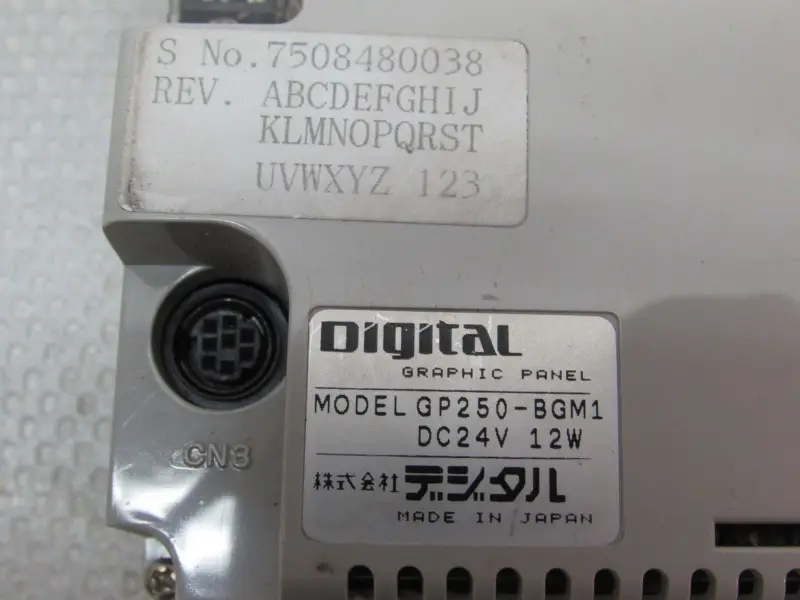 S No.7508480038
REV. ABCDEFGHIJ
KLMNOPQRST
UVWXYZ 123
CN3
Digital
GRAPHIC PANEL
MODEL GP250-BGM1
DC24V 12W
株式会社デジタル
MADE IN JAPAN